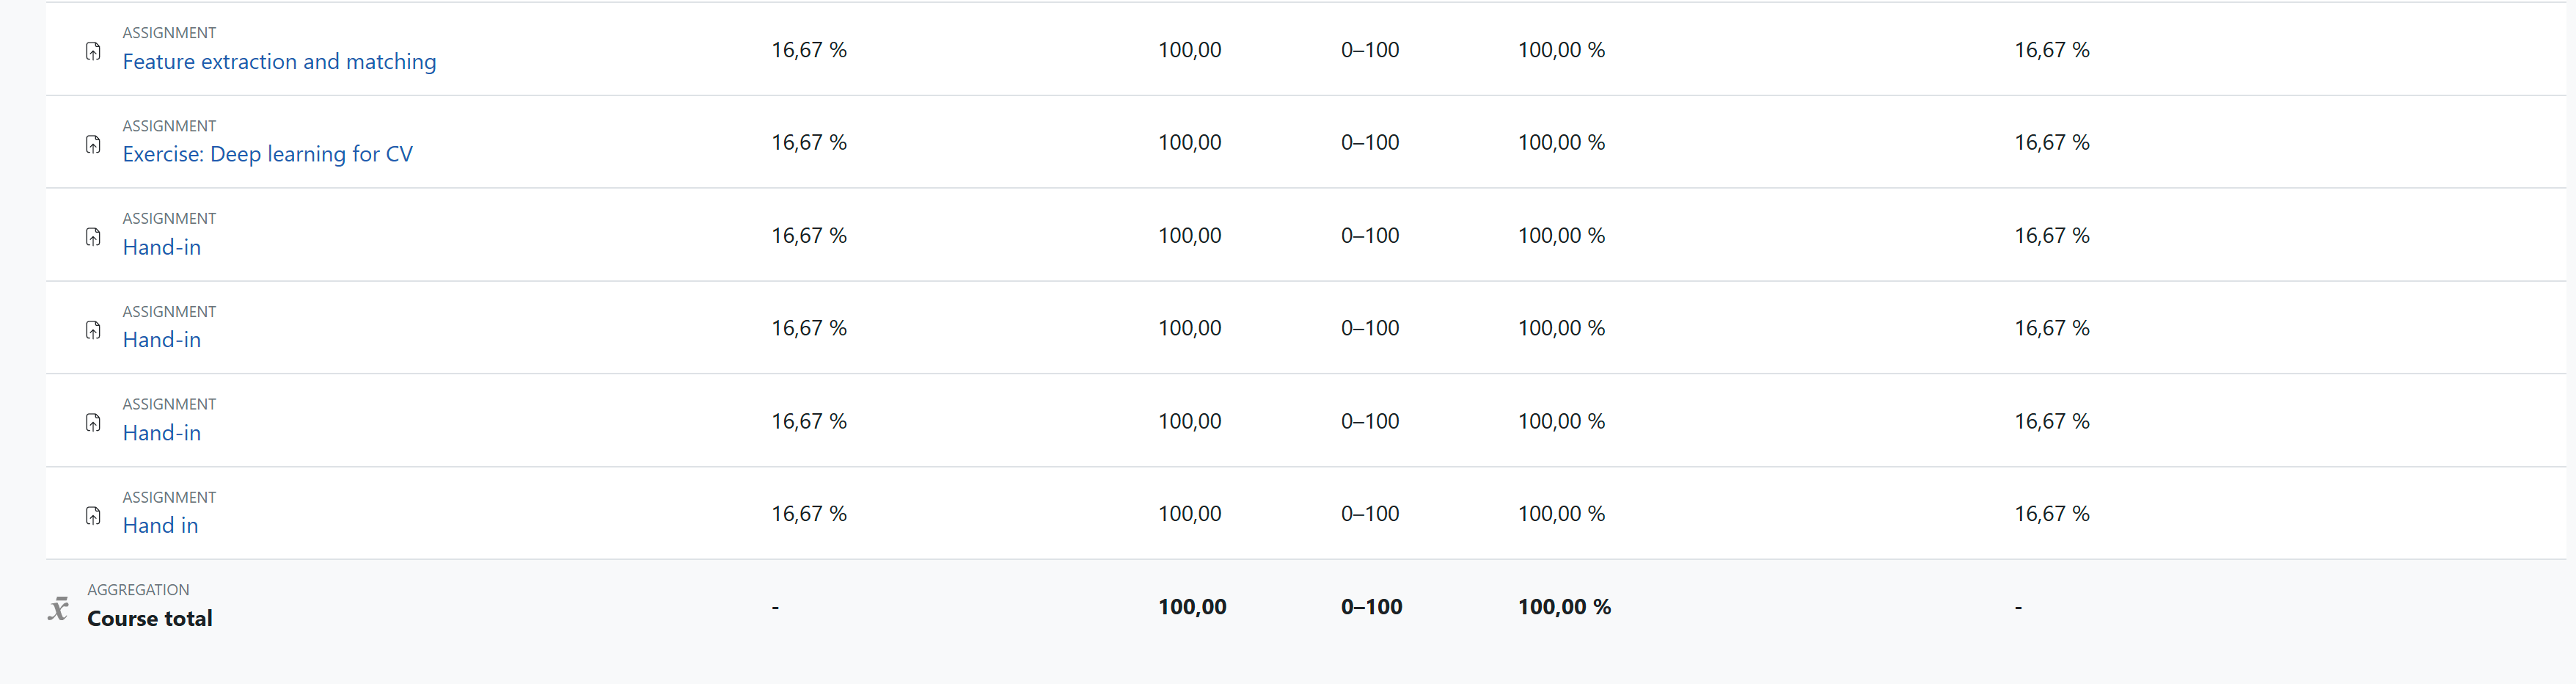 ASSIGNMENT
Feature extraction and matching
16,67 % 100,00 0–100 100,00 % 16,67 %
ASSIGNMENT
Exercise: Deep learning for CV
16,67 % 100,00 0–100 100,00 % 16,67 %
ASSIGNMENT
Hand-in
16,67 % 100,00 0–100 100,00 % 16,67 %
ASSIGNMENT
Hand-in
16,67 % 100,00 0–100 100,00 % 16,67 %
ASSIGNMENT
Hand-in
16,67 % 100,00 0–100 100,00 % 16,67 %
ASSIGNMENT
Hand in
16,67 % 100,00 0–100 100,00 % 16,67 %
x̄ AGGREGATION
Course total
- 100,00 0–100 100,00 % -